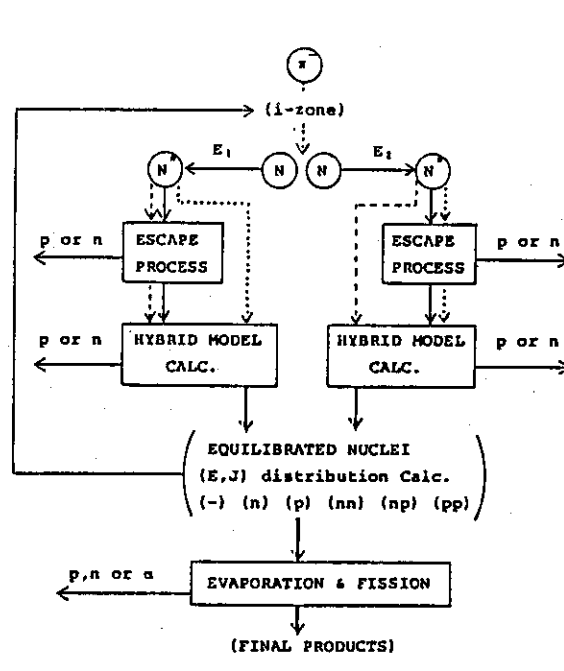 π⁻
(i-zone)
E₁ E₂
N* N N N*
p or n ESCAPE PROCESS
ESCAPE PROCESS p or n
p or n HYBRID MODEL CALC.
HYBRID MODEL CALC. p or n
EQUILIBRATED NUCLEI
(E,J) distribution Calc.
(-) (n) (p) (nn) (np) (pp)
p,n or α EVAPORATION & FISSION
(FINAL PRODUCTS)